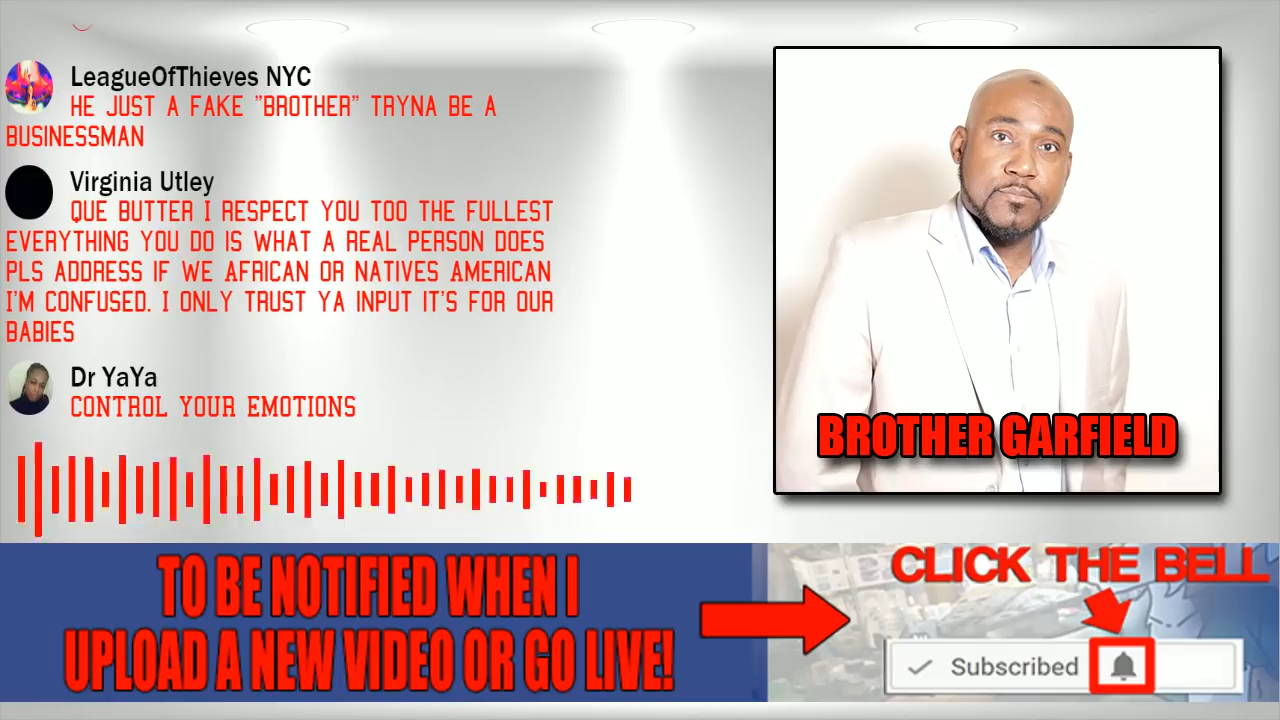 LeagueOfThieves NYC
HE JUST A FAKE "BROTHER" TRYNA BE A
BUSINESSMAN
Virginia Utley
QUE BUTTER I RESPECT YOU TOO THE FULLEST
EVERYTHING YOU DO IS WHAT A REAL PERSON DOES
PLS ADDRESS IF WE AFRICAN OR NATIVES AMERICAN
I'M CONFUSED. I ONLY TRUST YA INPUT IT'S FOR OUR
BABIES
Dr YaYa
CONTROL YOUR EMOTIONS
BROTHER GARFIELD
TO BE NOTIFIED WHEN I
UPLOAD A NEW VIDEO OR GO LIVE!
CLICK THE BELL
Subscribed